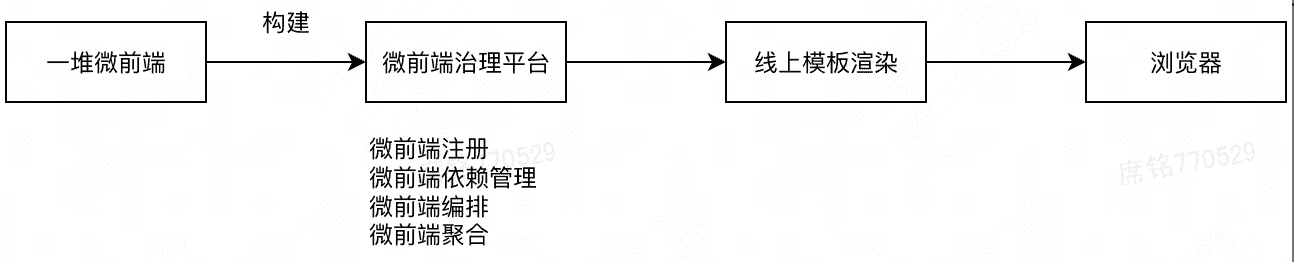 构建
一堆微前端
微前端治理平台
线上模板渲染
浏览器
微前端注册
微前端依赖管理
微前端编排
微前端聚合
770529
席铭770529